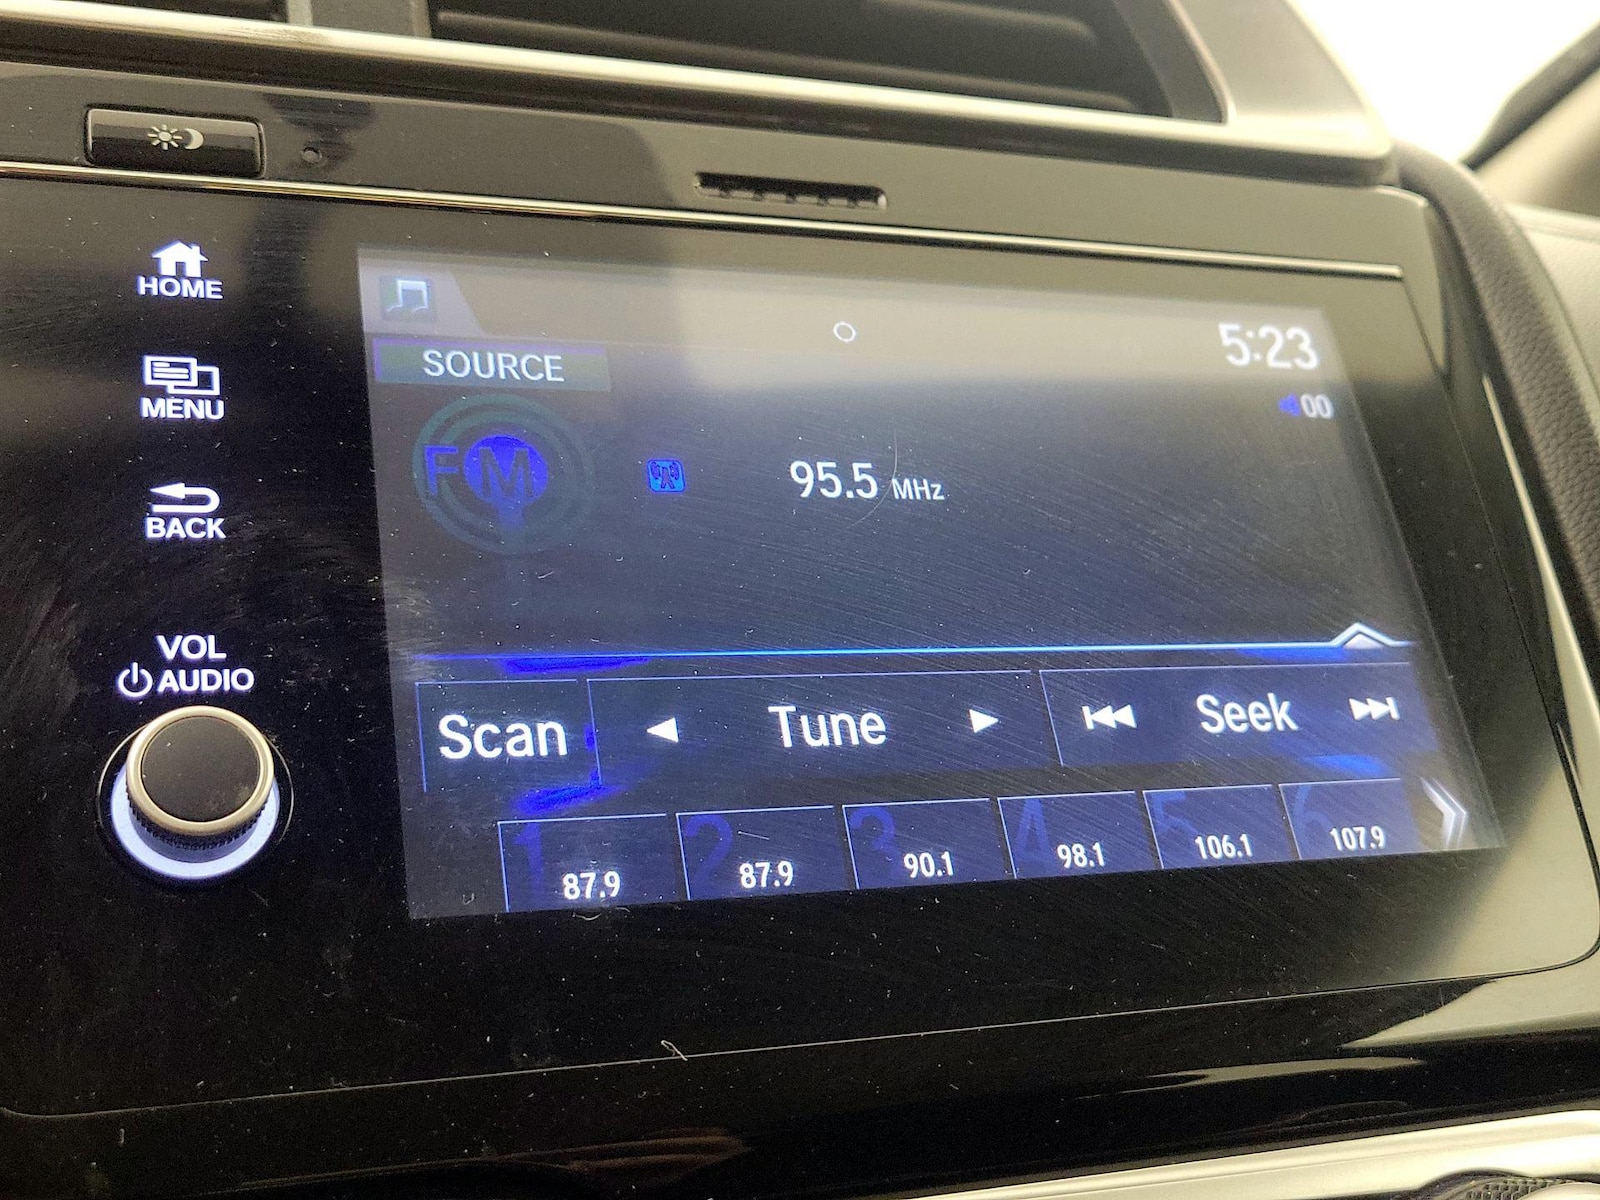 HOME
MENU
BACK
VOL
AUDIO
SOURCE
5:23
00
FM
95.5 MHz
Scan
Tune
Seek
1 87.9
2 87.9
3 90.1
4 98.1
5 106.1
6 107.9